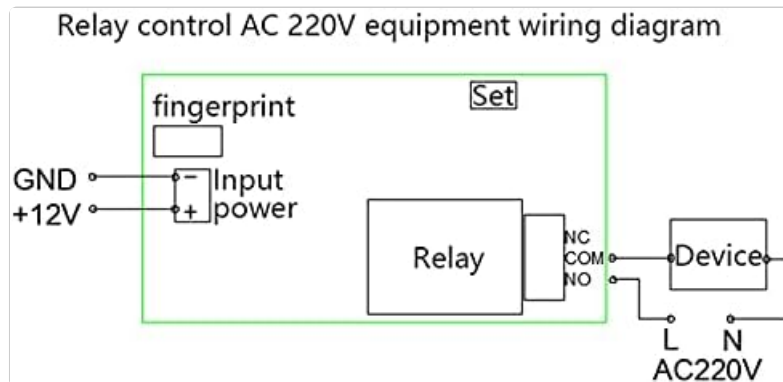 Relay control AC 220V equipment wiring diagram
Set
fingerprint
GND
− Input
+12V
+ power
NC
Relay
COM
Device
NO
L N
AC220V